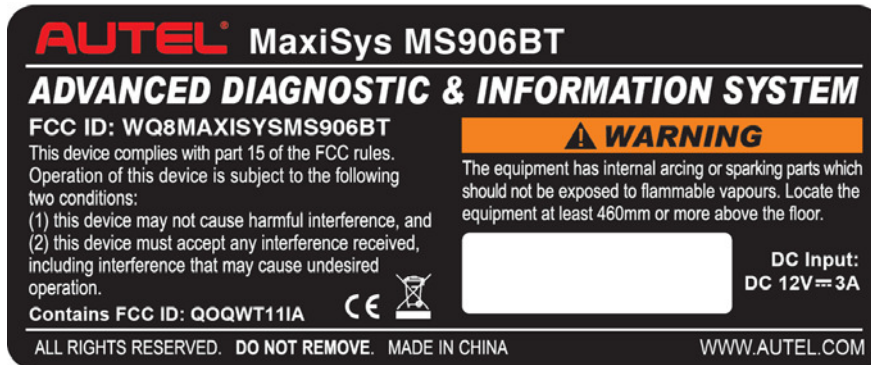 AUTEL® MaxiSys MS906BT
ADVANCED DIAGNOSTIC & INFORMATION SYSTEM
FCC ID: WQ8MAXISYSMS906BT
This device complies with part 15 of the FCC rules.
Operation of this device is subject to the following
two conditions:
(1) this device may not cause harmful interference, and
(2) this device must accept any interference received,
including interference that may cause undesired
operation.
Contains FCC ID: QOQWT11IA
CE
WARNING
The equipment has internal arcing or sparking parts which
should not be exposed to flammable vapours. Locate the
equipment at least 460mm or more above the floor.
DC Input:
DC 12V⎓3A
ALL RIGHTS RESERVED. DO NOT REMOVE. MADE IN CHINA
WWW.AUTEL.COM